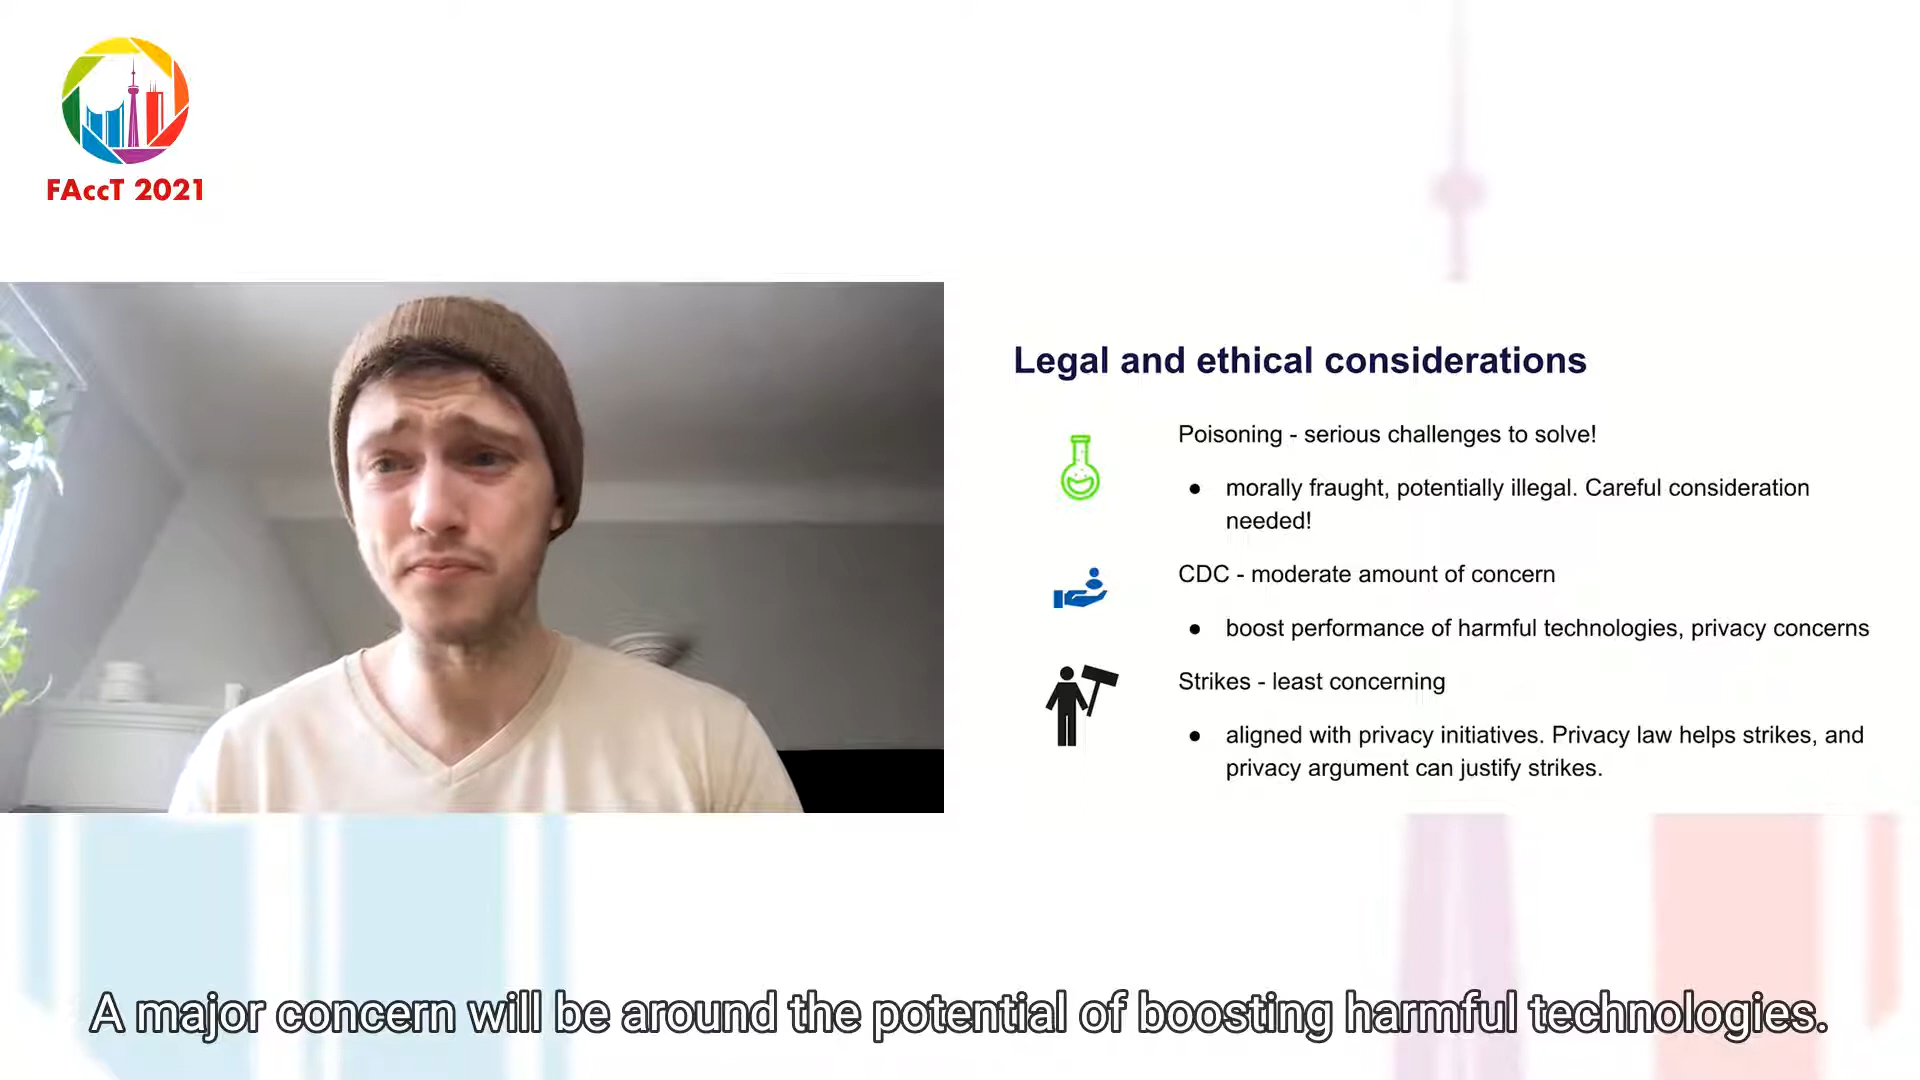 FAccT 2021
Legal and ethical considerations
Poisoning - serious challenges to solve!
● morally fraught, potentially illegal. Careful consideration
needed!
CDC - moderate amount of concern
● boost performance of harmful technologies, privacy concerns
Strikes - least concerning
● aligned with privacy initiatives. Privacy law helps strikes, and
privacy argument can justify strikes.
A major concern will be around the potential of boosting harmful technologies.